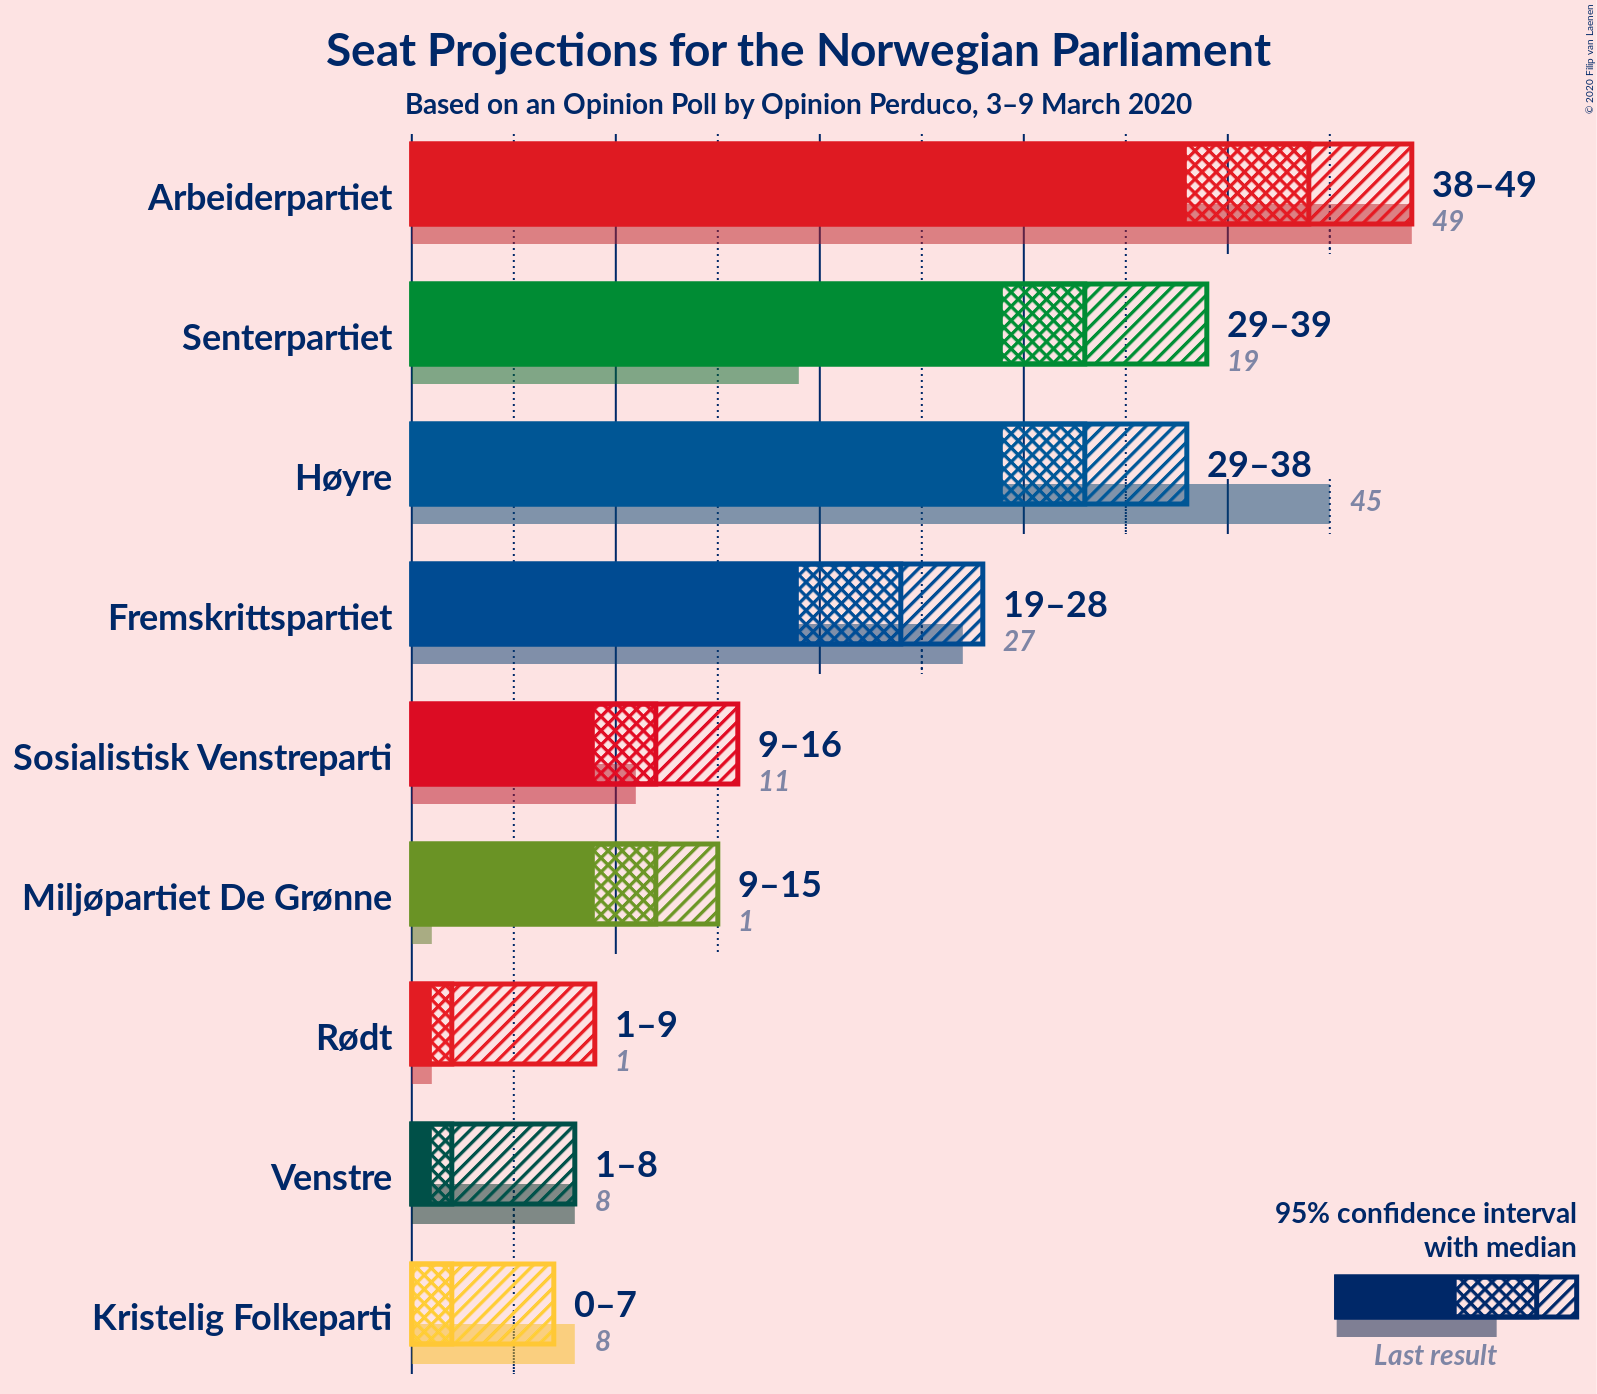 Seat Projections for the Norwegian Parliament
Based on an Opinion Poll by Opinion Perduco, 3–9 March 2020
© 2020 Filip van Laenen
Arbeiderpartiet
38–49
49
Senterpartiet
29–39
19
Høyre
29–38
45
Fremskrittspartiet
19–28
27
Sosialistisk Venstreparti
9–16
11
Miljøpartiet De Grønne
9–15
1
Rødt
1–9
1
Venstre
1–8
8
Kristelig Folkeparti
0–7
8
95% confidence interval
with median
Last result